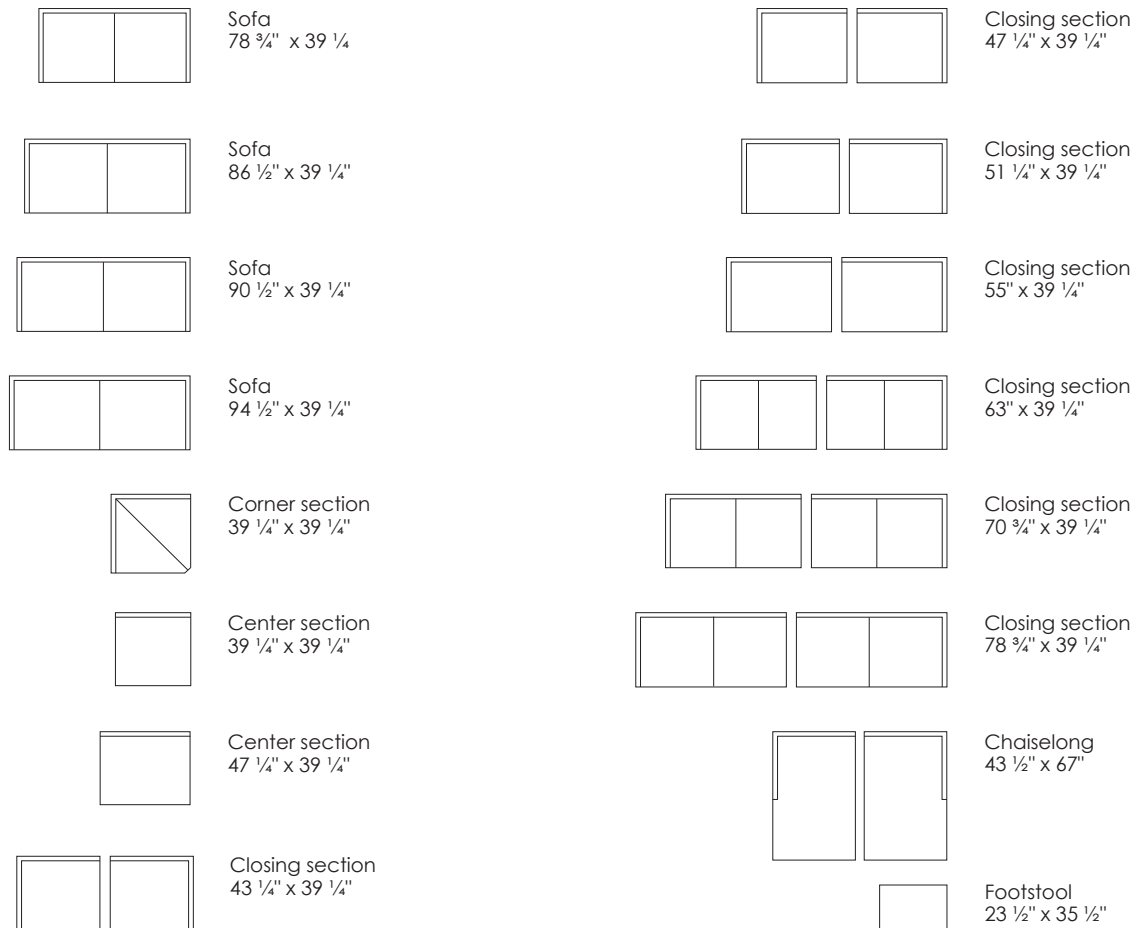 Sofa
78 ¾"  x 39 ¼
Sofa
86 ½" x 39 ¼"
Sofa
90 ½" x 39 ¼"
Sofa
94 ½" x 39 ¼"
Corner section
39 ¼" x 39 ¼"
Center section
39 ¼" x 39 ¼"
Center section
47 ¼" x 39 ¼"
Closing section
43 ¼" x 39 ¼"
Closing section
47 ¼" x 39 ¼"
Closing section
51 ¼" x 39 ¼"
Closing section
55" x 39 ¼"
Closing section
63" x 39 ¼"
Closing section
70 ¾" x 39 ¼"
Closing section
78 ¾" x 39 ¼"
Chaiselong
43 ½" x 67"
Footstool
23 ½" x 35 ½"